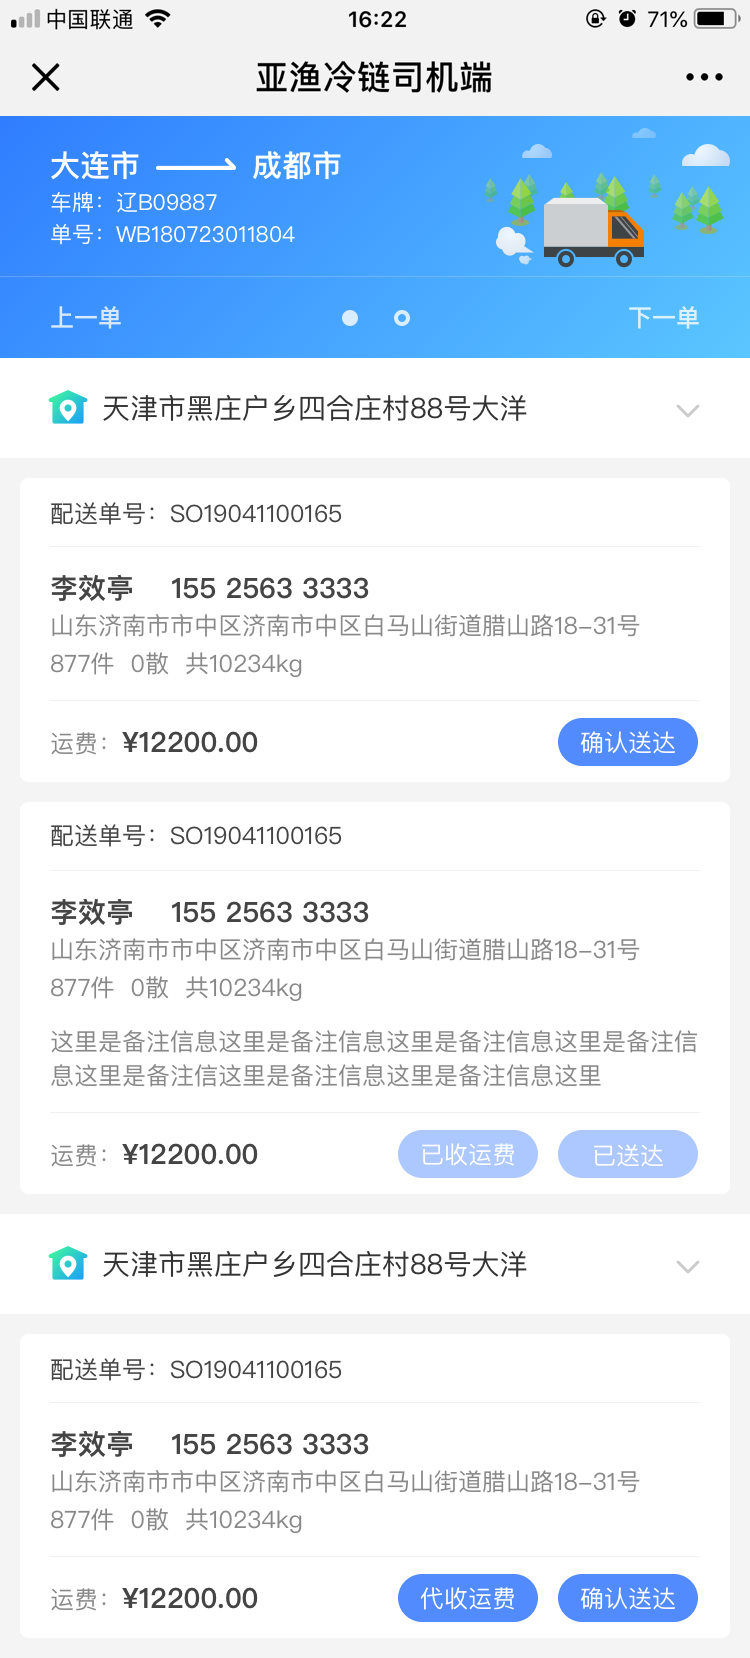 中国联通 16:22 71%
亚渔冷链司机端
大连市 成都市
车牌：辽B09887
单号：WB180723011804
上一单 下一单
天津市黑庄户乡四合庄村88号大洋
配送单号：SO19041100165
李效亭 155 2563 3333
山东济南市市中区济南市中区白马山街道腊山路18-31号
877件 0散 共10234kg
运费：¥12200.00 确认送达
配送单号：SO19041100165
李效亭 155 2563 3333
山东济南市市中区济南市中区白马山街道腊山路18-31号
877件 0散 共10234kg
这里是备注信息这里是备注信息这里是备注信息这里是备注信
息这里是备注信这里是备注信息这里是备注信息这里
运费：¥12200.00 已收运费 已送达
天津市黑庄户乡四合庄村88号大洋
配送单号：SO19041100165
李效亭 155 2563 3333
山东济南市市中区济南市中区白马山街道腊山路18-31号
877件 0散 共10234kg
运费：¥12200.00 代收运费 确认送达